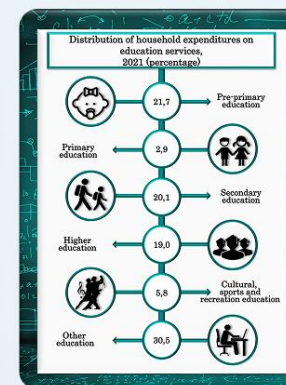 Distribution of household expenditures on
education services,
2021 (percentage)
21,7
Pre-primary
education
Primary
education
2,9
20,1
Secondary
education
Higher
education
19,0
5,8
Cultural,
sports and
recreation education
Other
education
30,5